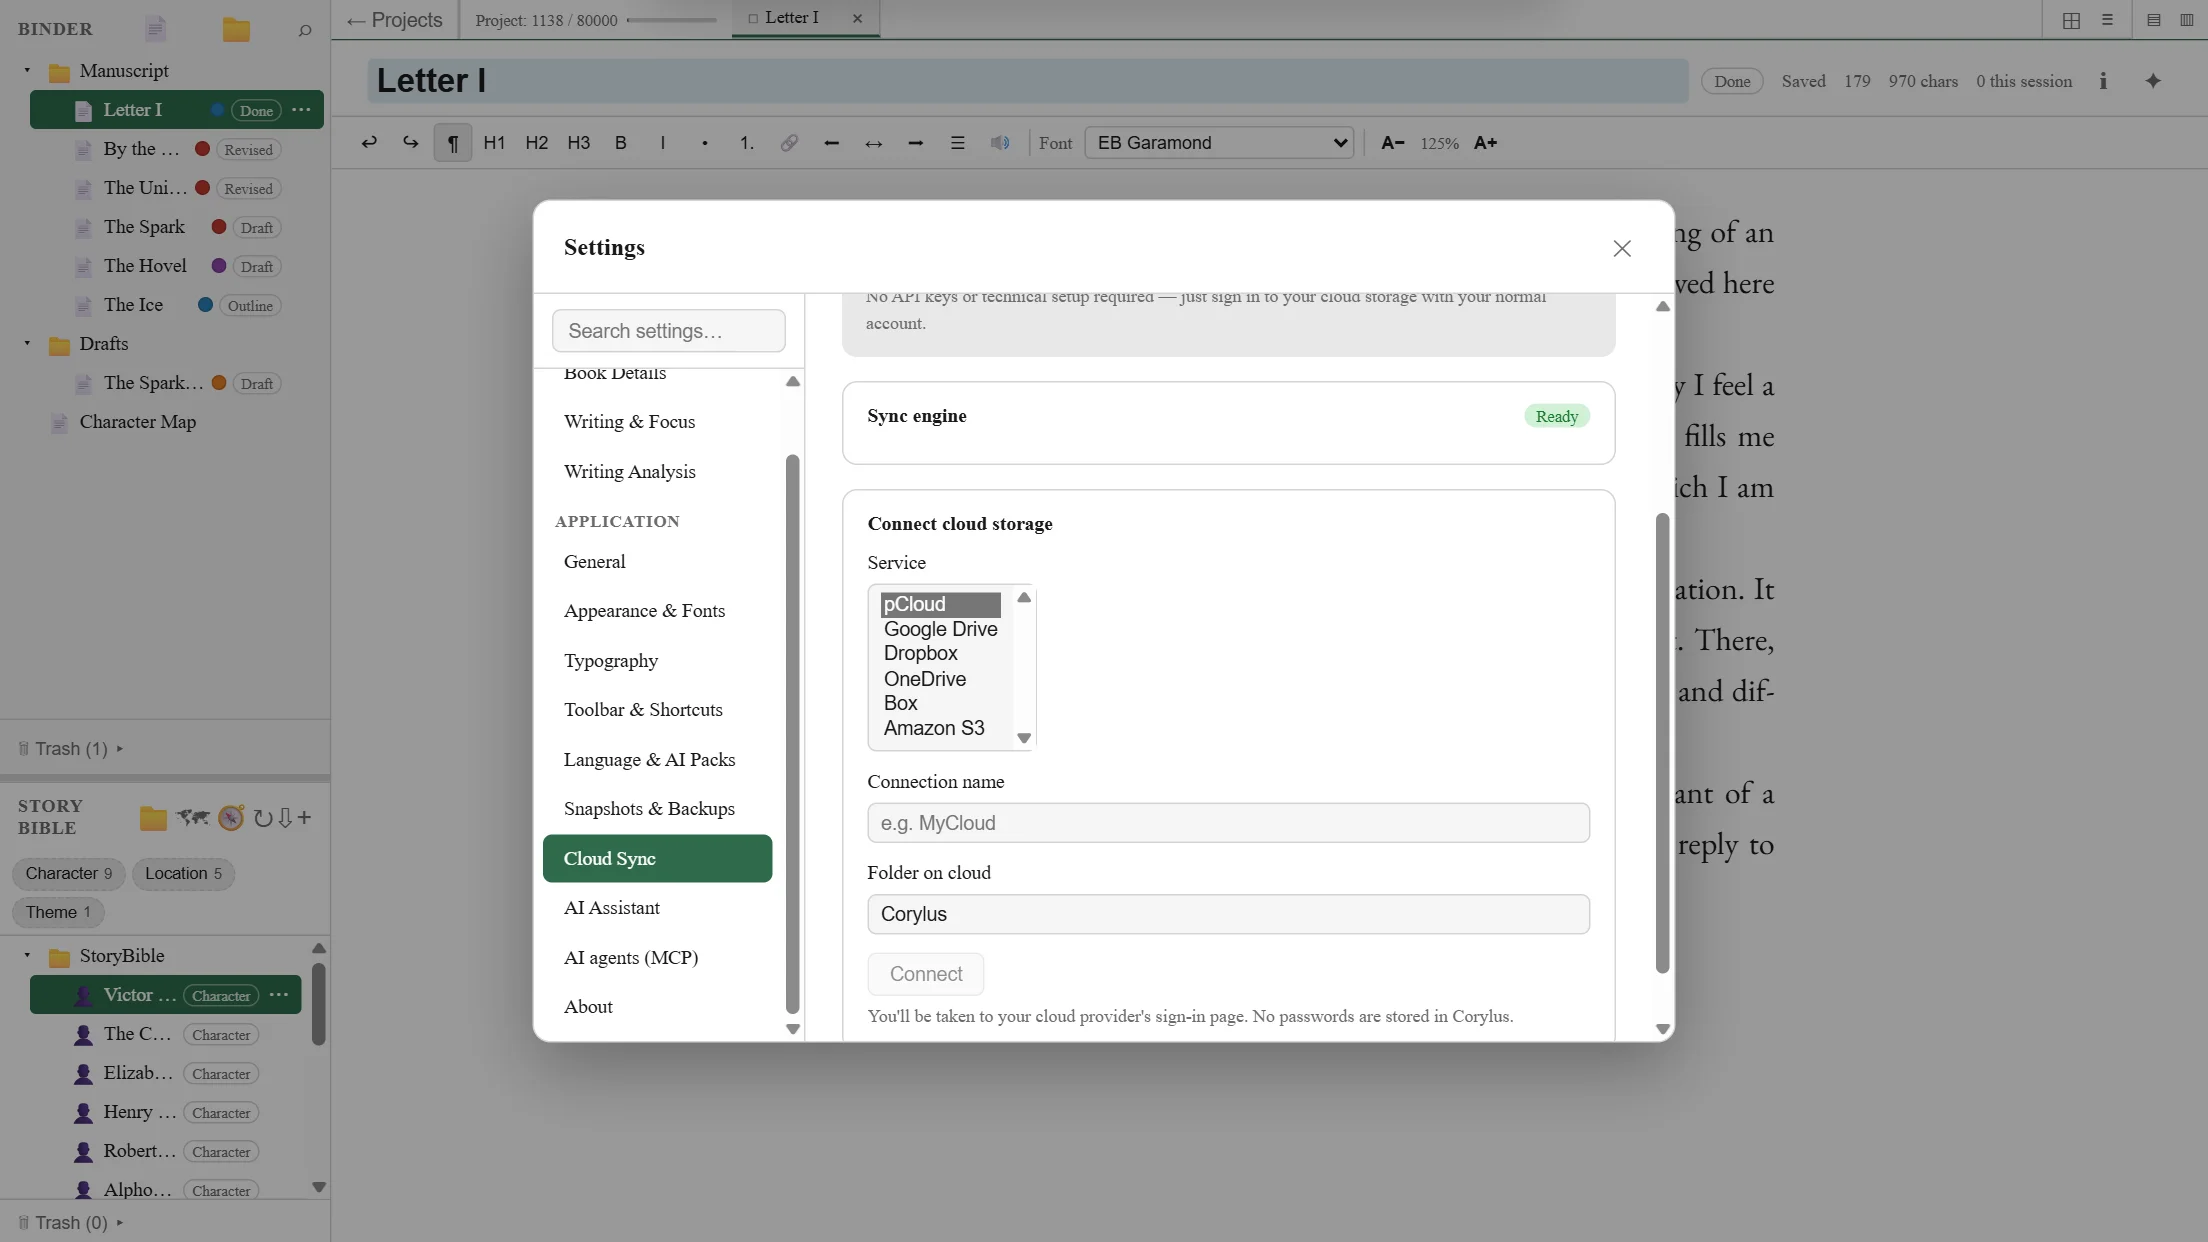 BINDER
Manuscript
Letter I Done
By the … Revised
The Uni… Revised
The Spark Draft
The Hovel Draft
The Ice Outline
Drafts
The Spark… Draft
Character Map
Trash (1)
STORY BIBLE
Character 9
Location 5
Theme 1
StoryBible
Victor … Character
The C… Character
Elizab… Character
Henry … Character
Robert… Character
Alpho… Character
Trash (0)
← Projects
Project: 1138 / 80000
Letter I ×
Letter I
Done Saved 179 970 chars 0 this session
¶ H1 H2 H3 B I • 1. Font EB Garamond A− 125% A+
Settings
Search settings…
Book Details
Writing & Focus
Writing Analysis
APPLICATION
General
Appearance & Fonts
Typography
Toolbar & Shortcuts
Language & AI Packs
Snapshots & Backups
Cloud Sync
AI Assistant
AI agents (MCP)
About
No API keys or technical setup required — just sign in to your cloud storage with your normal
account.
Sync engine Ready
Connect cloud storage
Service
pCloud
Google Drive
Dropbox
OneDrive
Box
Amazon S3
Connection name
e.g. MyCloud
Folder on cloud
Corylus
Connect
You'll be taken to your cloud provider's sign-in page. No passwords are stored in Corylus.
ng of an
ved here
y I feel a
fills me
ich I am
ation. It
. There,
and dif-
ant of a
reply to